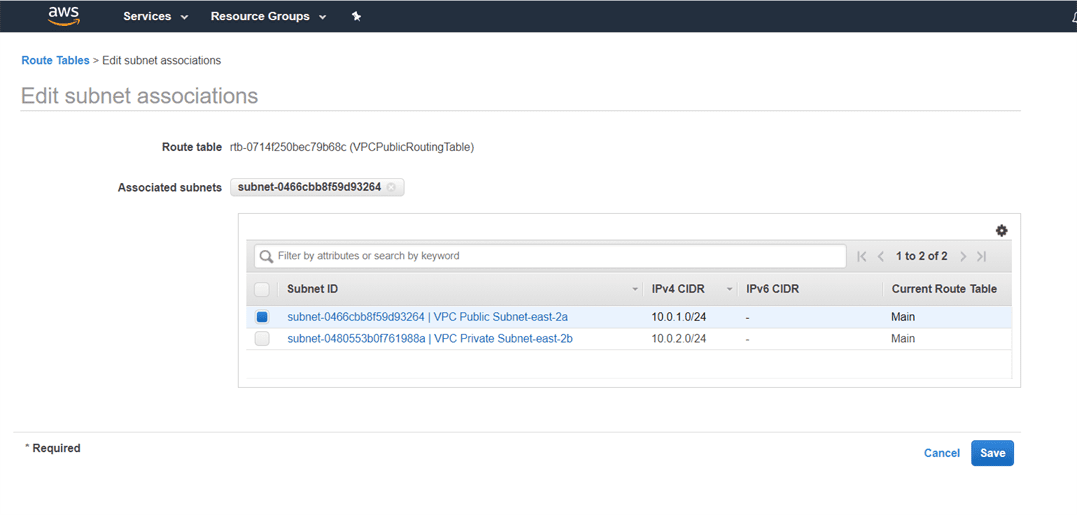 aws Services Resource Groups
Route Tables > Edit subnet associations
Edit subnet associations
Route table rtb-0714f250bec79b68c (VPCPublicRoutingTable)
Associated subnets subnet-0466cbb8f59d93264
Filter by attributes or search by keyword 1 to 2 of 2
Subnet ID IPv4 CIDR IPv6 CIDR Current Route Table
subnet-0466cbb8f59d93264 | VPC Public Subnet-east-2a 10.0.1.0/24 - Main
subnet-0480553b0f761988a | VPC Private Subnet-east-2b 10.0.2.0/24 - Main
* Required Cancel Save